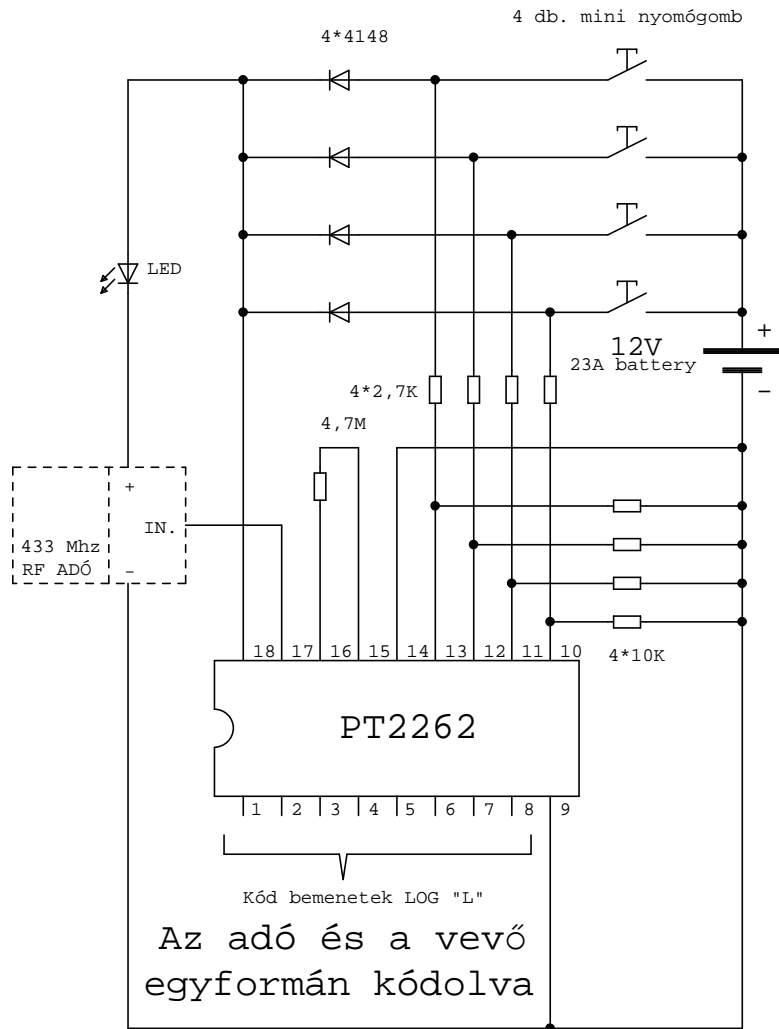 4 db. mini nyomógomb
4*4148
LED
+
12V
23A battery
−
4*2,7K
4,7M
+
IN.
433 Mhz
RF ADÓ
−
18 17 16 15 14 13 12 11 10
4*10K
PT2262
1 2 3 4 5 6 7 8 9
Kód bemenetek LOG "L"
Az adó és a vevő
egyformán kódolva